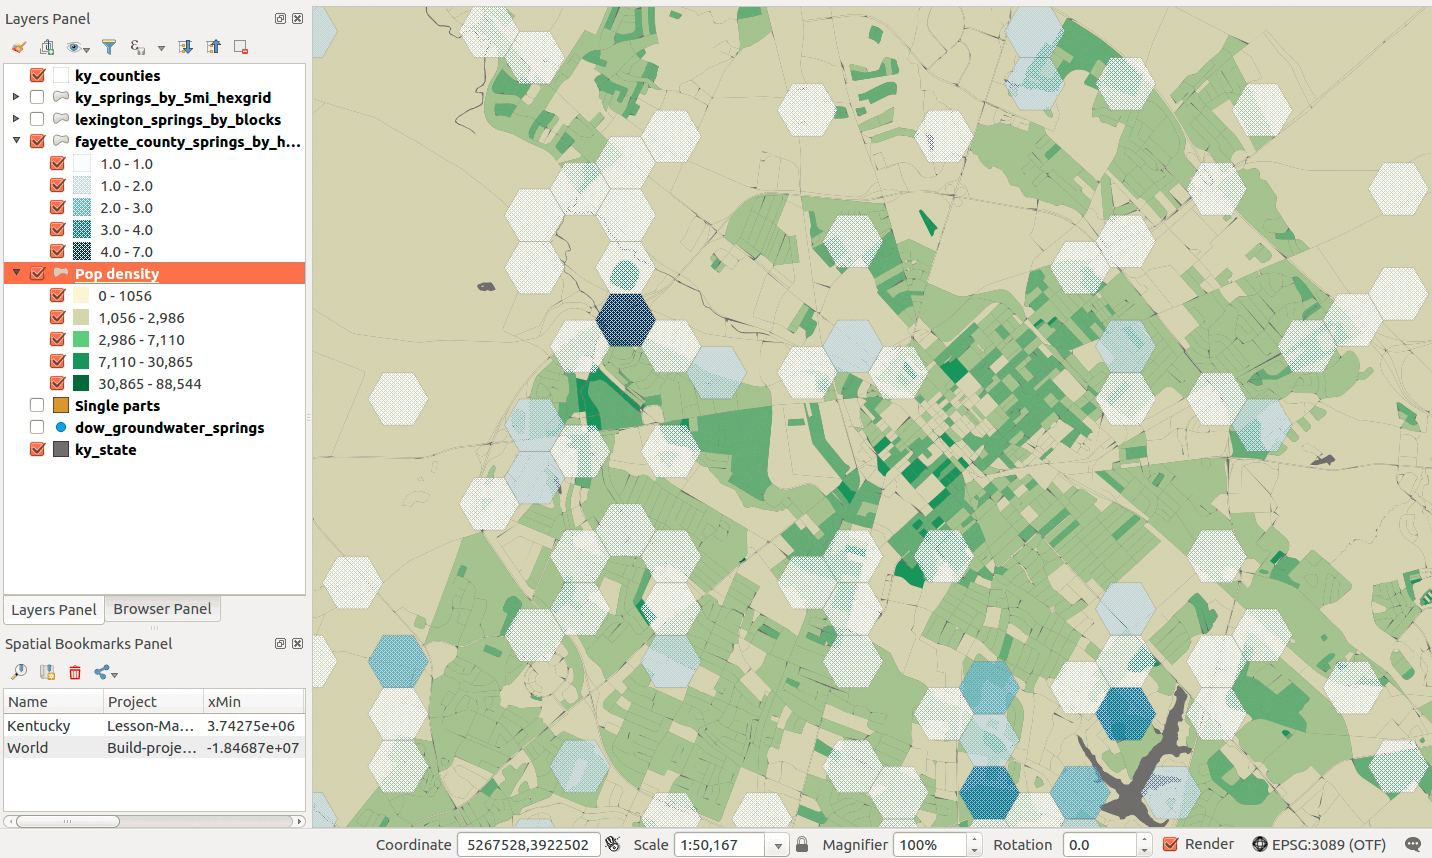 Layers Panel
ky_counties
ky_springs_by_5mi_hexgrid
lexington_springs_by_blocks
fayette_county_springs_by_h...
1.0 - 1.0
1.0 - 2.0
2.0 - 3.0
3.0 - 4.0
4.0 - 7.0
Pop density
0 - 1056
1,056 - 2,986
2,986 - 7,110
7,110 - 30,865
30,865 - 88,544
Single parts
dow_groundwater_springs
ky_state
Layers Panel Browser Panel
Spatial Bookmarks Panel
Name Project xMin
Kentucky Lesson-Ma... 3.74275e+06
World Build-proje... -1.84687e+07
Coordinate 5267528,3922502 Scale 1:50,167 Magnifier 100% Rotation 0.0 Render EPSG:3089 (OTF)